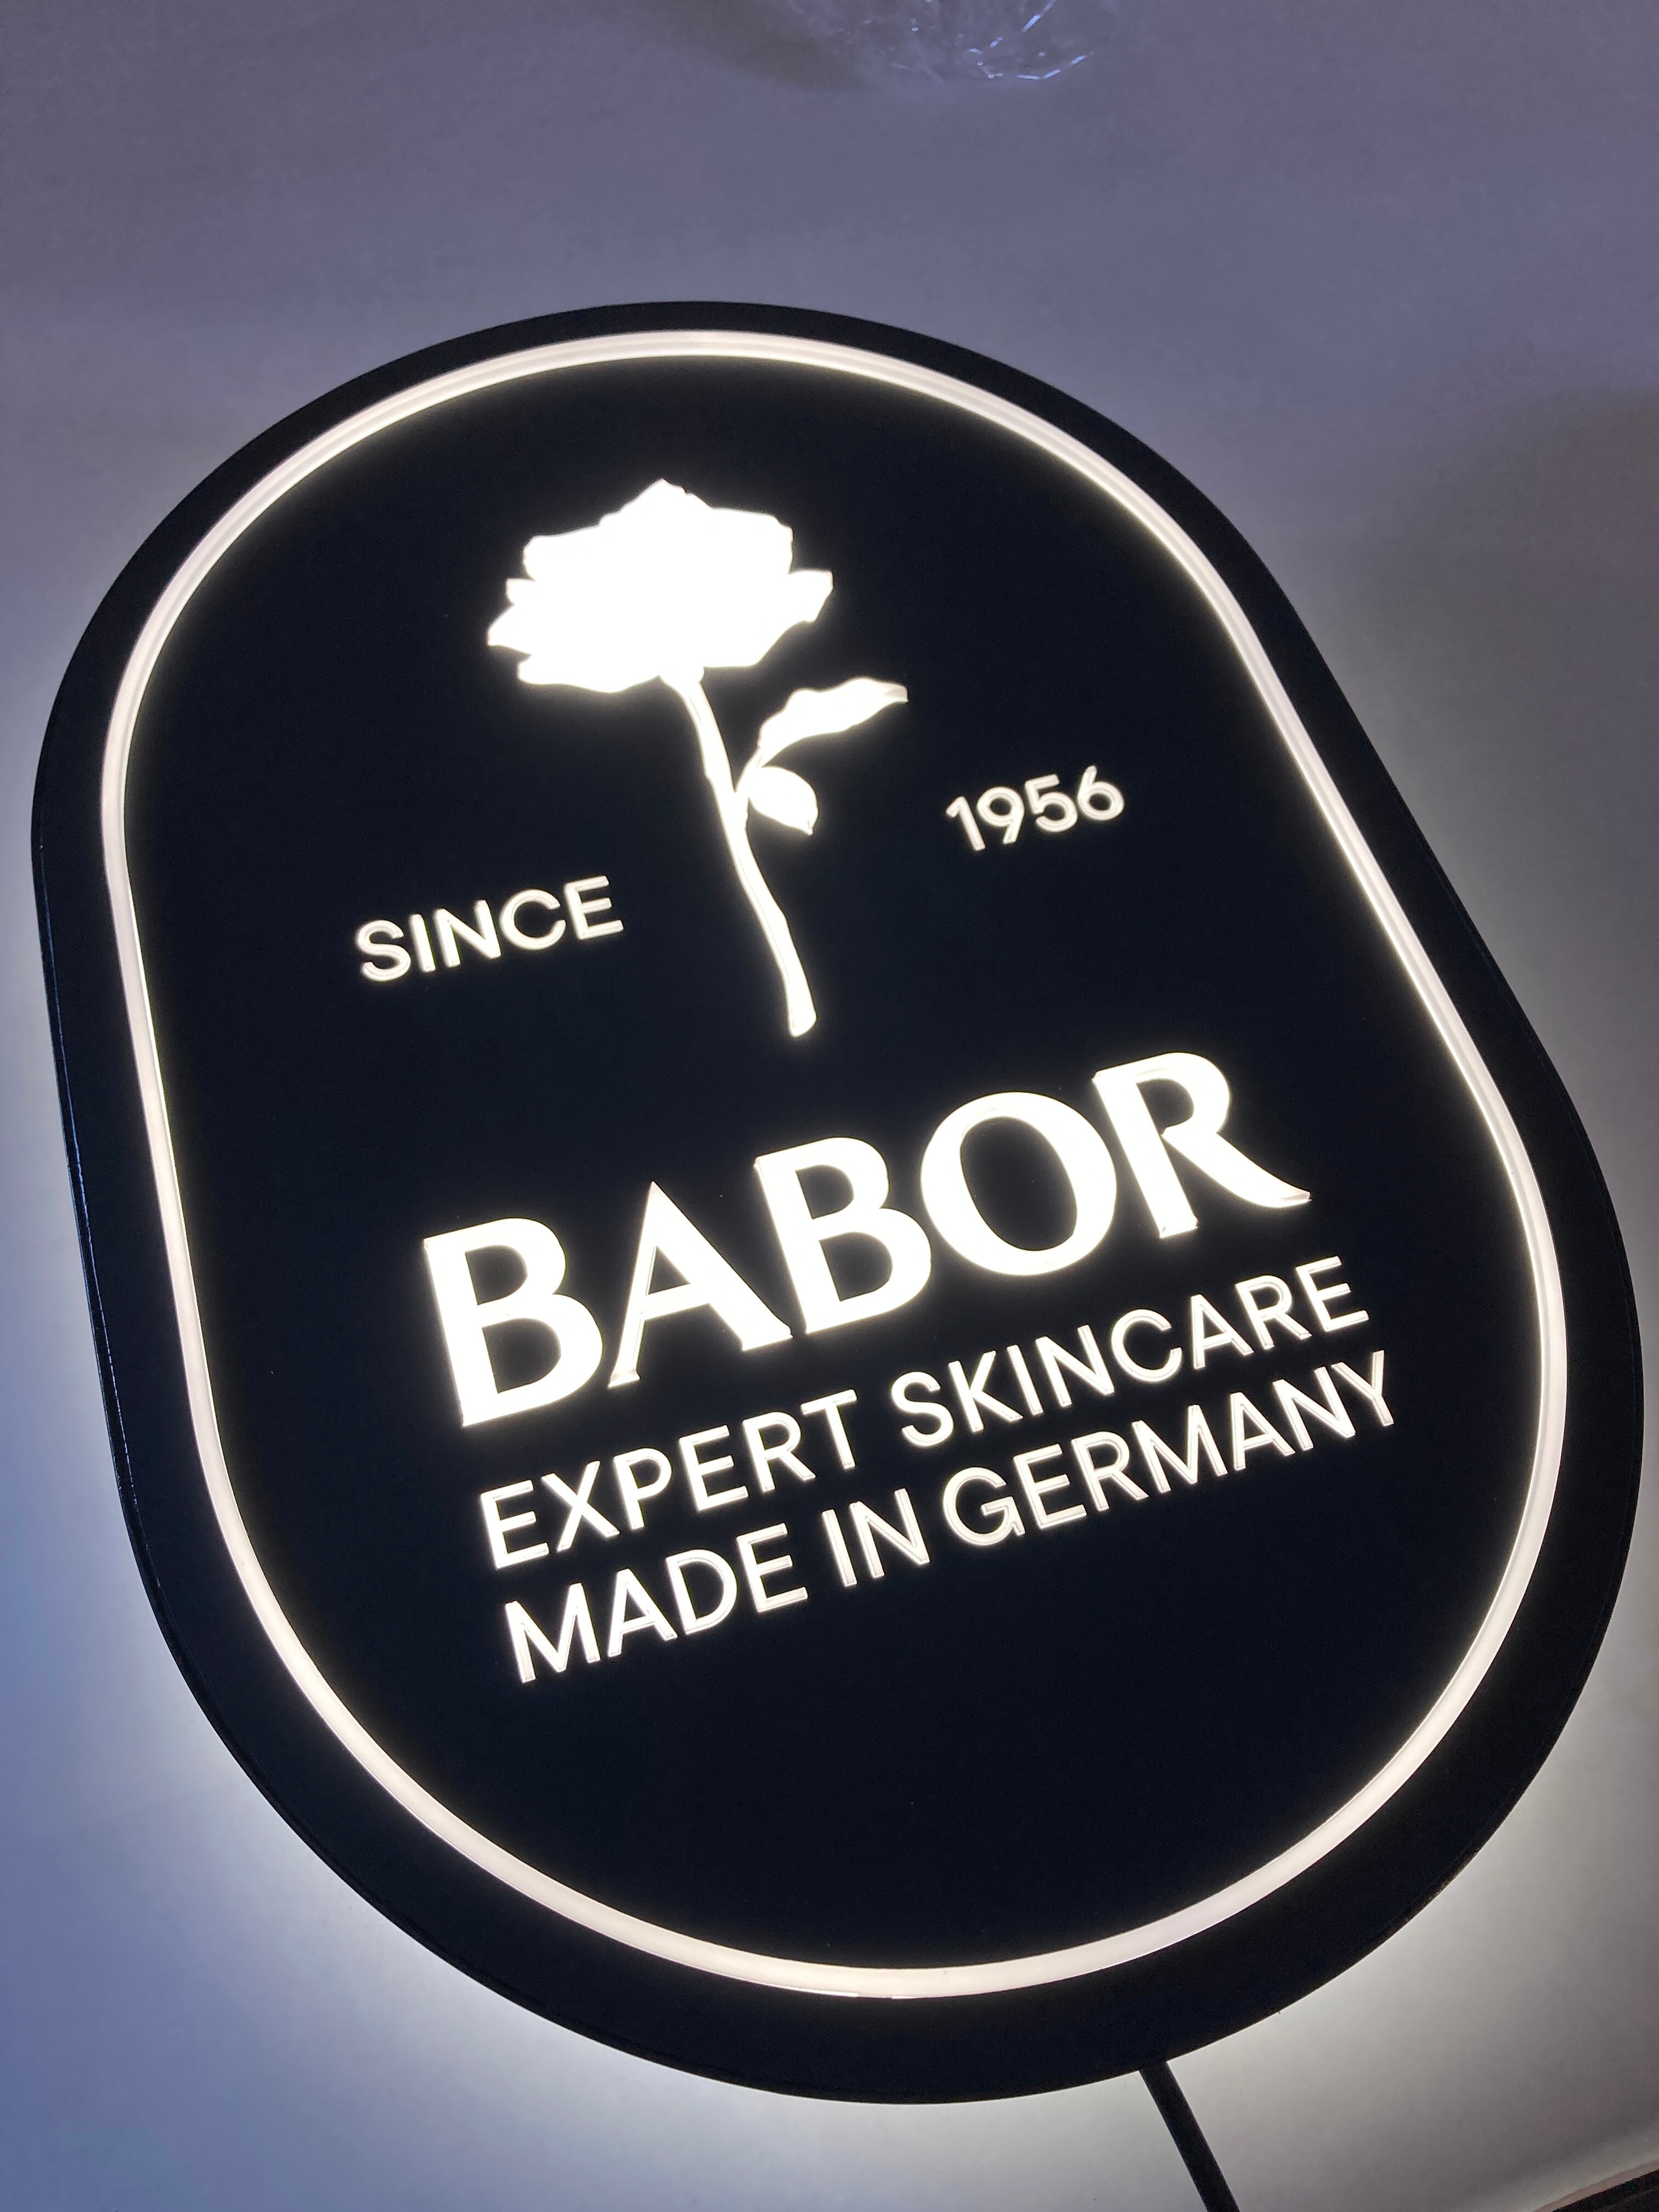 SINCE 1956
BABOR
EXPERT SKINCARE
MADE IN GERMANY